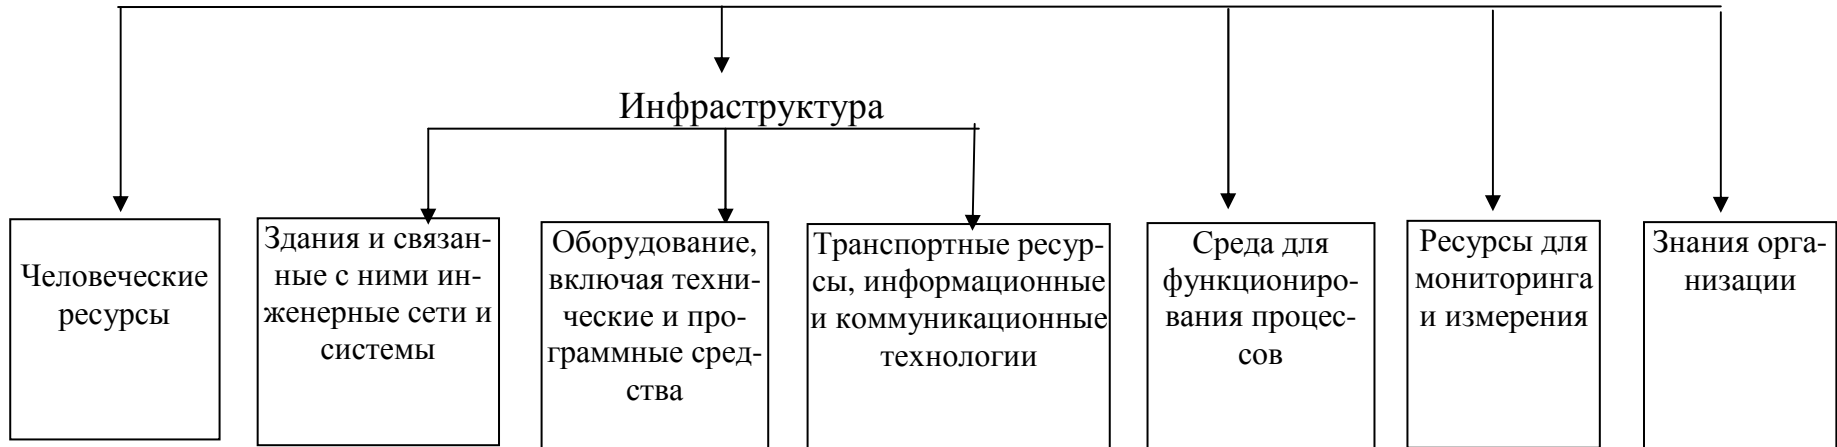 Инфраструктура
Человеческие
ресурсы
Здания и связан-
ные с ними ин-
женерные сети и
системы
Оборудование,
включая техни-
ческие и про-
граммные сред-
ства
Транспортные ресур-
сы, информационные
и коммуникационные
технологии
Среда для
функциониро-
вания процес-
сов
Ресурсы для
мониторинга
и измерения
Знания орга-
низации